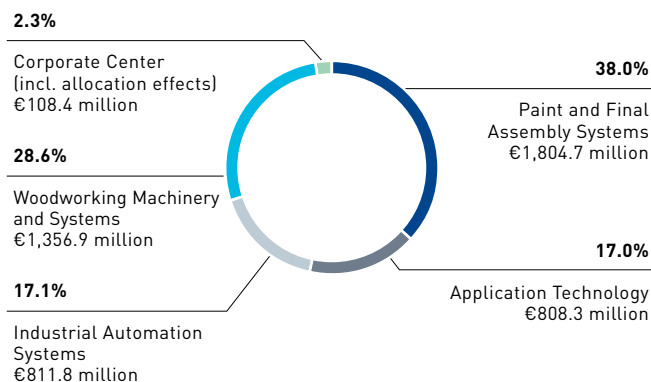 2.3%
Corporate Center
(incl. allocation effects)
€108.4 million
28.6%
Woodworking Machinery
and Systems
€1,356.9 million
17.1%
Industrial Automation
Systems
€811.8 million
38.0%
Paint and Final
Assembly Systems
€1,804.7 million
17.0%
Application Technology
€808.3 million